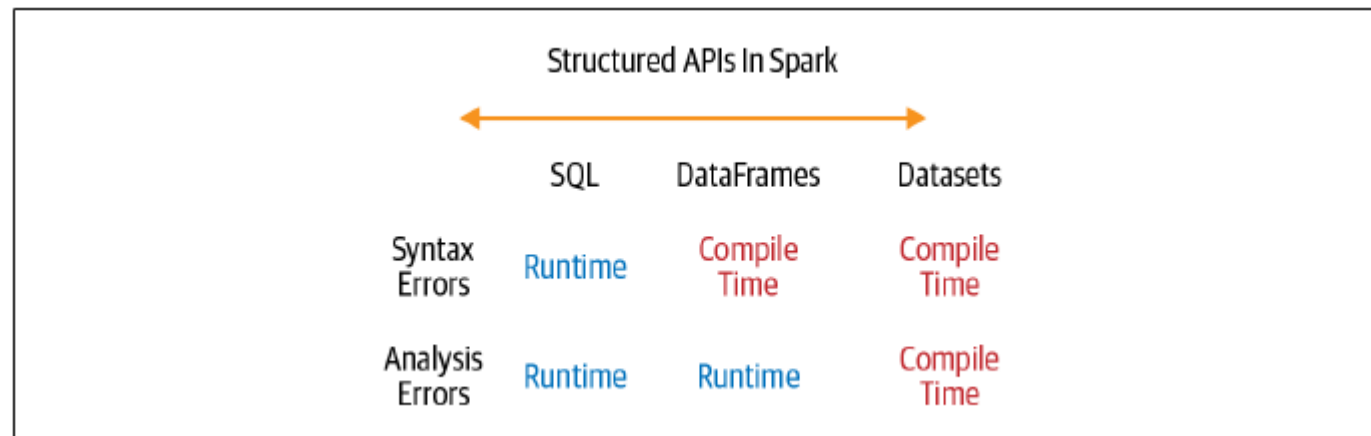 Structured APIs In Spark
SQL DataFrames Datasets
Syntax Errors Runtime Compile Time Compile Time
Analysis Errors Runtime Runtime Compile Time